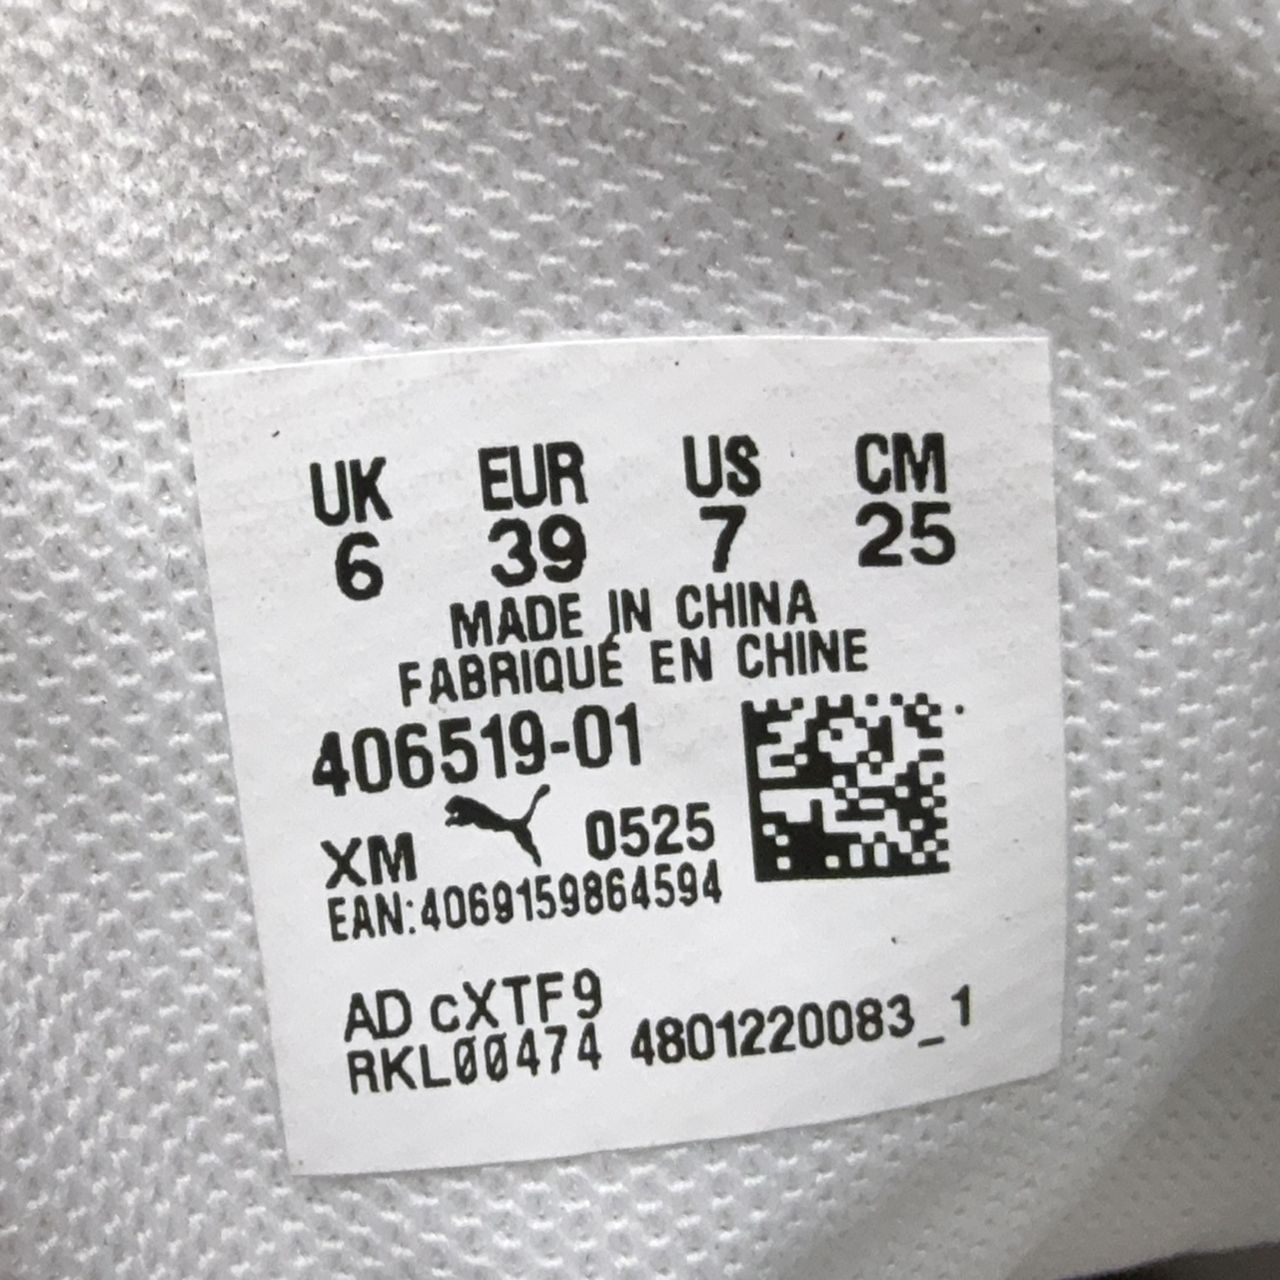 UK EUR US CM
6 39 7 25
MADE IN CHINA
FABRIQUÉ EN CHINE
406519-01
XM 0525
EAN:4069159864594
AD cXTF9
RKL00474 4801220083_1